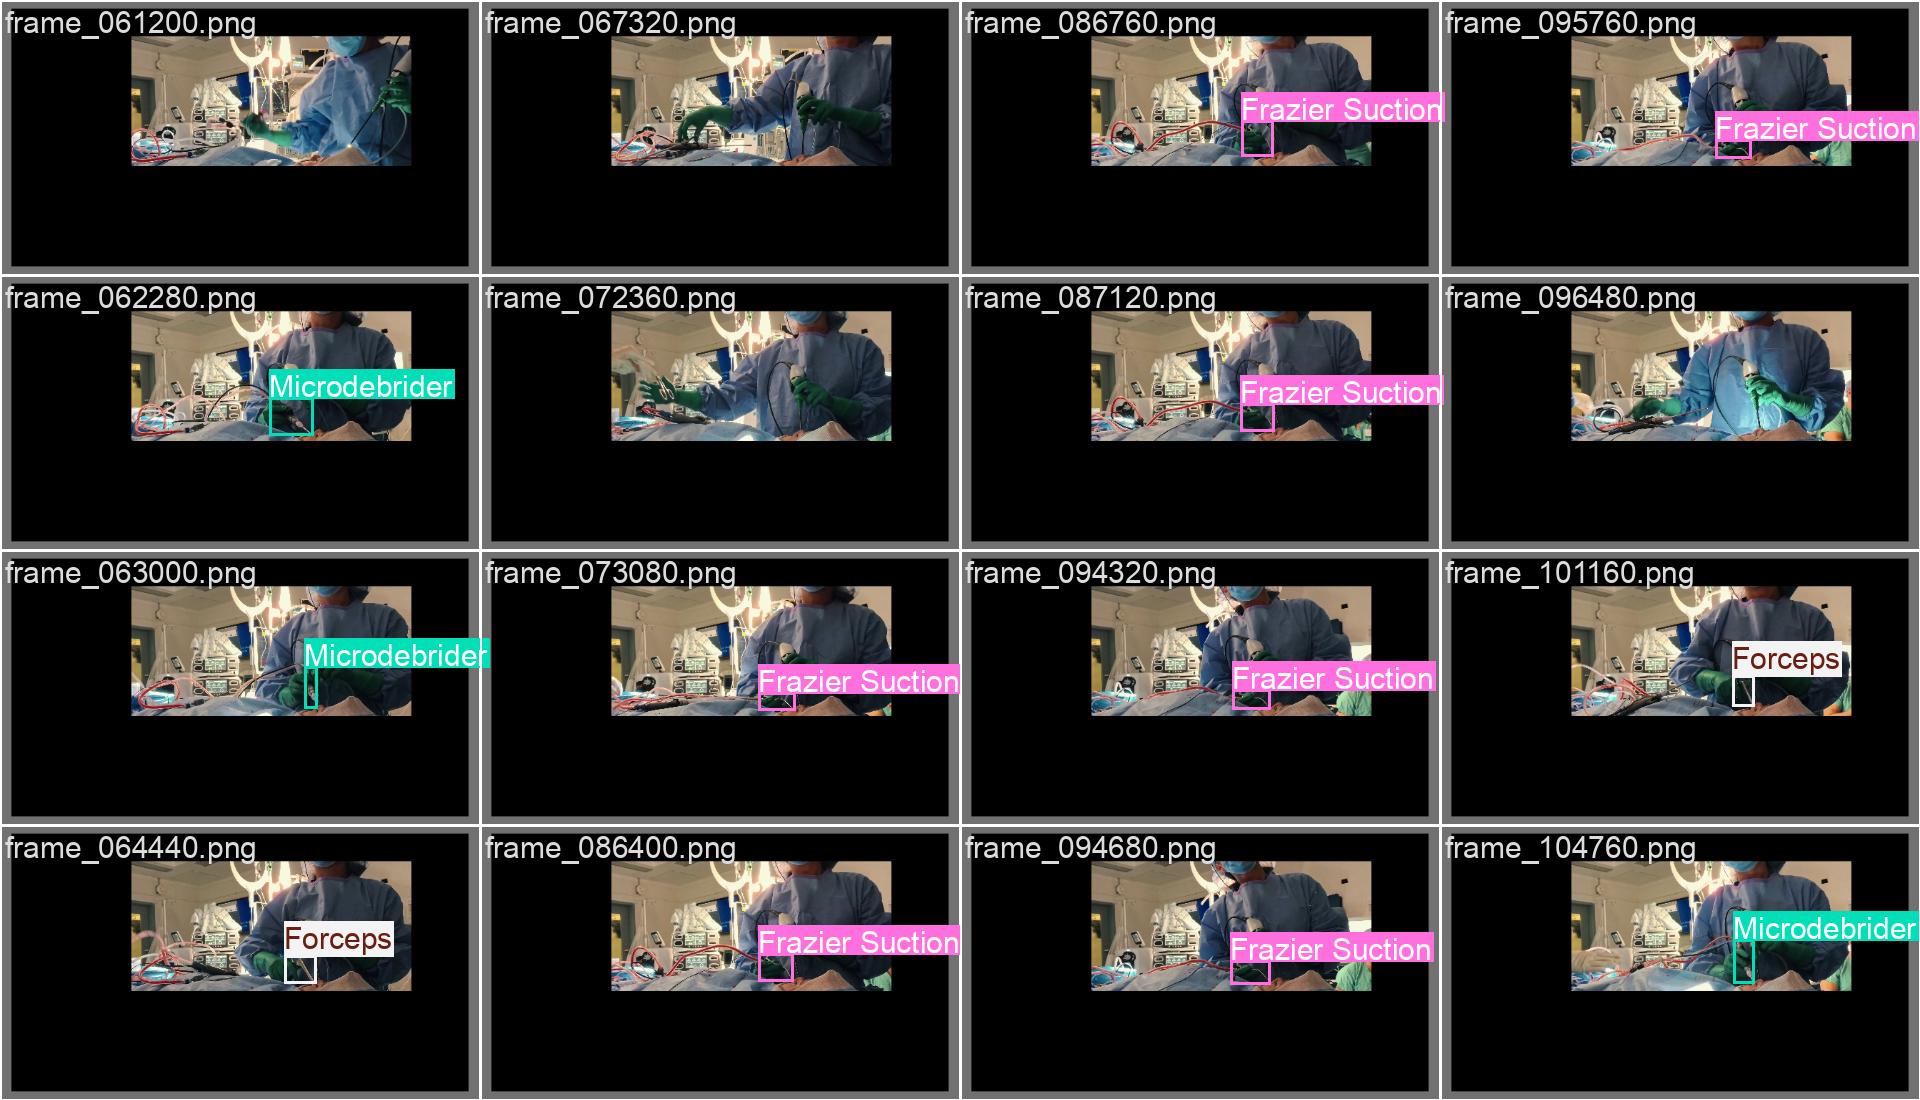 frame_061200.png
frame_067320.png
frame_086760.png
Frazier Suction
frame_095760.png
Frazier Suction
frame_062280.png
Microdebrider
frame_072360.png
frame_087120.png
Frazier Suction
frame_096480.png
frame_063000.png
Microdebrider
frame_073080.png
Frazier Suction
frame_094320.png
Frazier Suction
frame_101160.png
Forceps
frame_064440.png
Forceps
frame_086400.png
Frazier Suction
frame_094680.png
Frazier Suction
frame_104760.png
Microdebrider